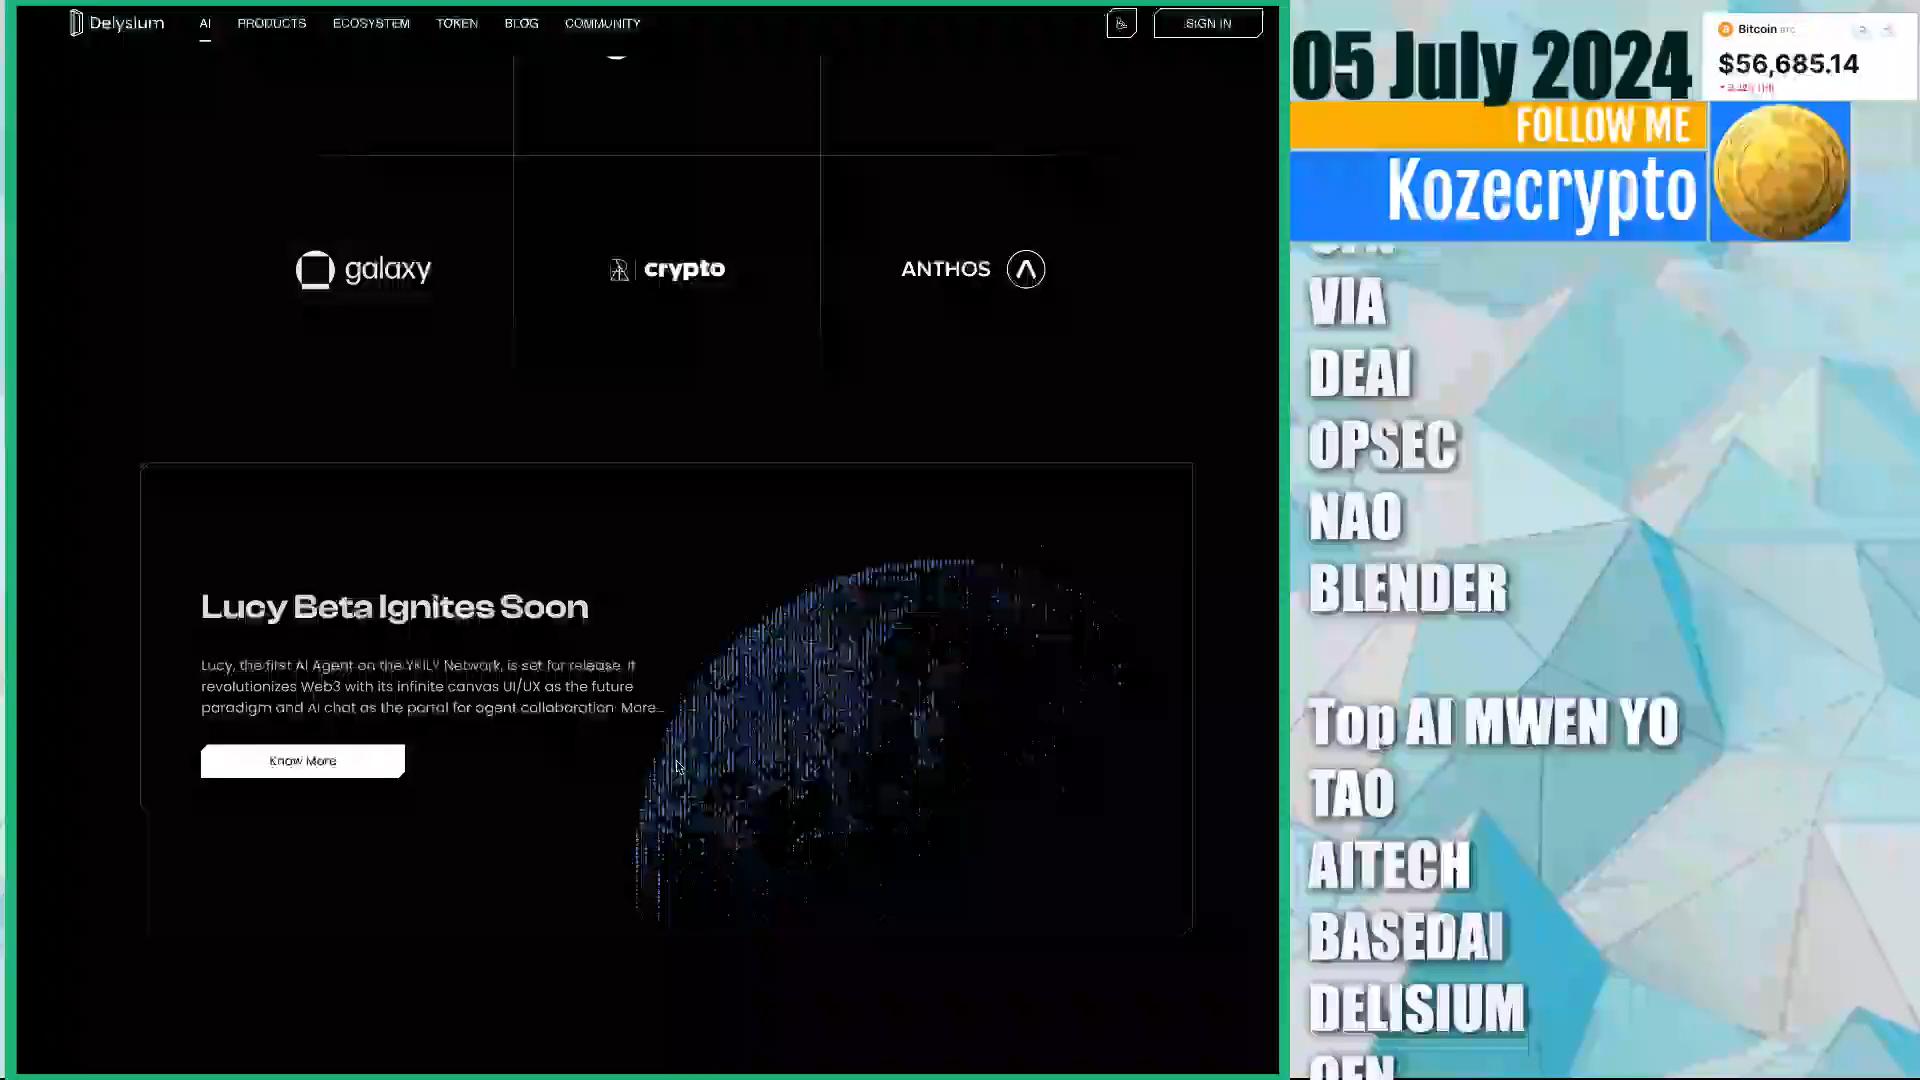 Delysium
AI
PRODUCTS
ECOSYSTEM
TOKEN
BLOG
COMMUNITY
SIGN IN
galaxy
crypto
ANTHOS
Lucy Beta Ignites Soon
Lucy, the first AI Agent on the YKILY Network, is set for release. It
revolutionizes Web3 with its infinite canvas UI/UX as the future
paradigm and AI chat as the portal for agent collaboration. More...
Know More
05 July 2024
Bitcoin BTC
$56,685.14
FOLLOW ME
Kozecrypto
VIA
DEAI
OPSEC
NAO
BLENDER
Top AI MWEN YO
TAO
AITECH
BASEDAI
DELISIUM